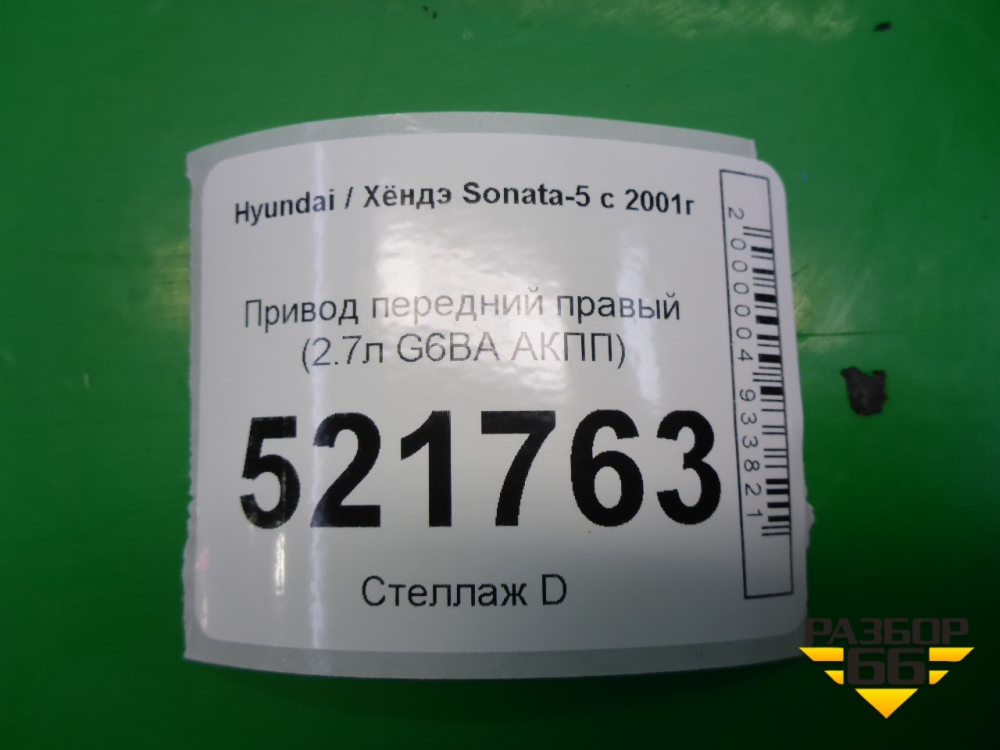 Hyundai / Хёндэ Sonata-5 с 2001г
Привод передний правый
(2.7л G6BA АКПП)
521763
Стеллаж D
2000004933821
РАЗБОР
66